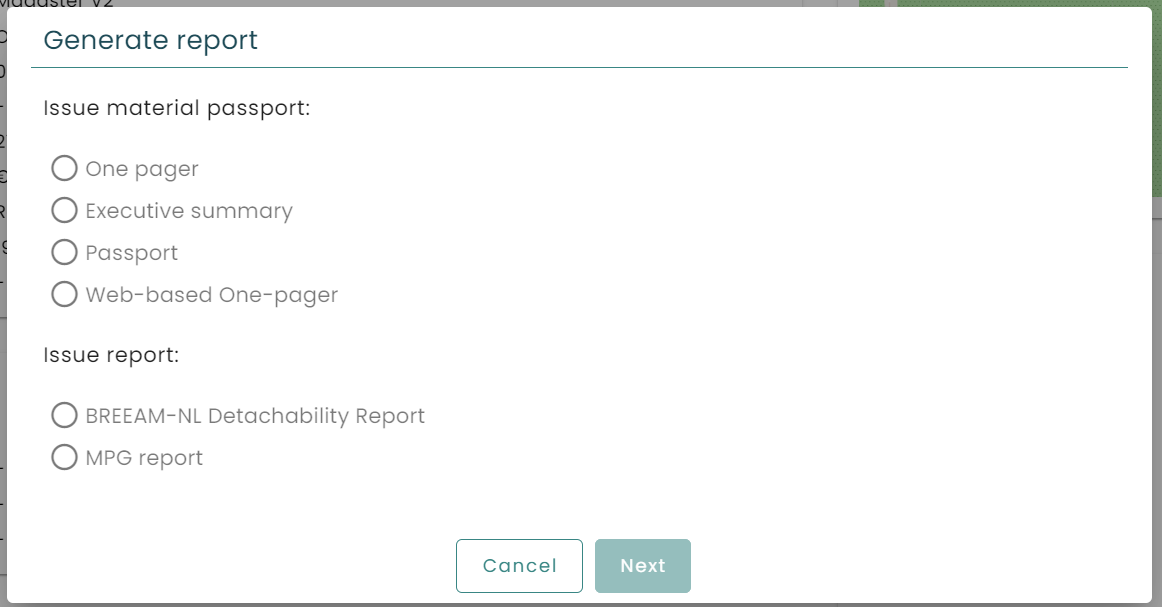 Madaster V2
Generate report
Issue material passport:
One pager
Executive summary
Passport
Web-based One-pager
Issue report:
BREEAM-NL Detachability Report
MPG report
Cancel
Next